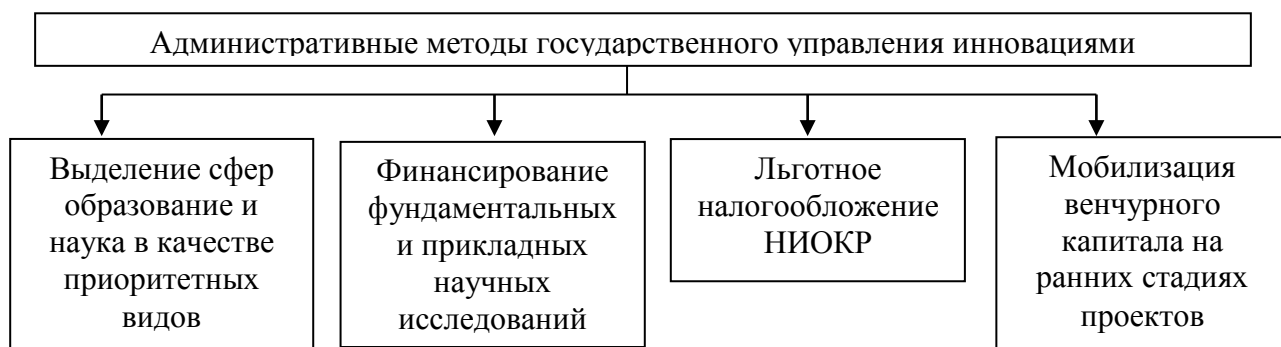 Административные методы государственного управления инновациями
Выделение сфер
образование и
наука в качестве
приоритетных
видов
Финансирование
фундаментальных
и прикладных
научных
исследований
Льготное
налогообложение
НИОКР
Мобилизация
венчурного
капитала на
ранних стадиях
проектов